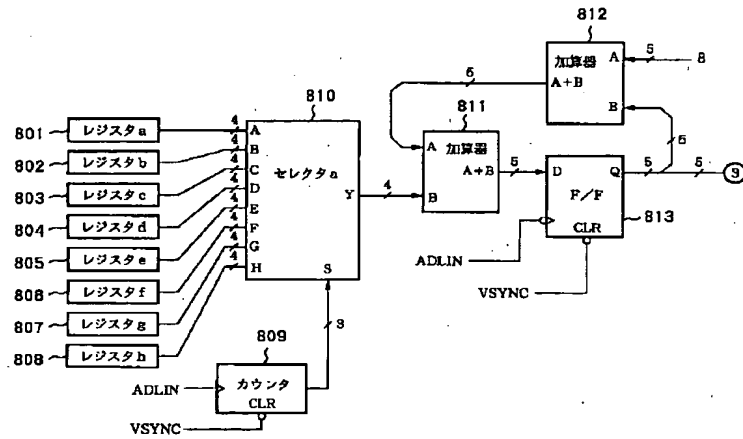 812
加算器
A
5
8
A+B
B
5
5
810
811
801
レジスタa
4
A
802
レジスタb
4
B
803
レジスタc
4
C
804
レジスタd
4
D
805
レジスタe
4
E
806
レジスタf
4
F
807
レジスタg
4
G
808
レジスタh
4
H
セレクタa
Y
S
4
A
加算器
A+B
B
5
D
Q
F/F
CLR
5
5
9
813
ADLIN
VSYNC
3
809
ADLIN
カウンタ
CLR
VSYNC